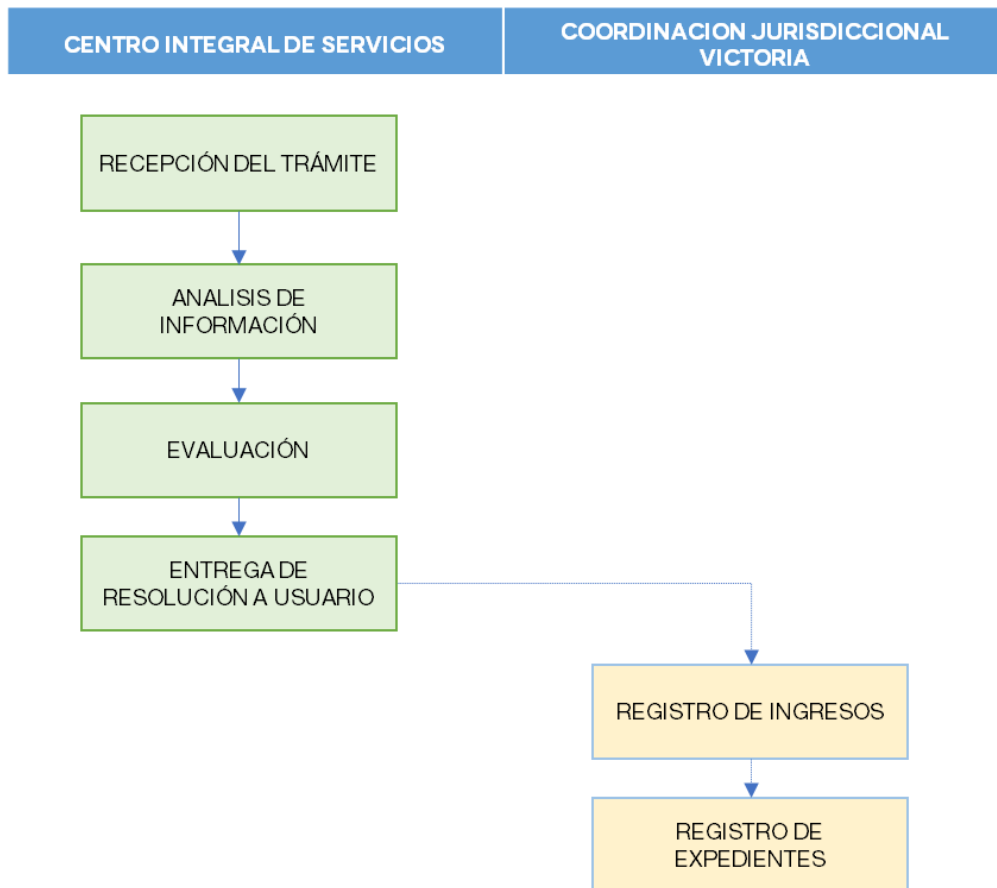 CENTRO INTEGRAL DE SERVICIOS
COORDINACION JURISDICCIONAL
VICTORIA
RECEPCIÓN DEL TRÁMITE
ANALISIS DE
INFORMACIÓN
EVALUACIÓN
ENTREGA DE
RESOLUCIÓN A USUARIO
REGISTRO DE INGRESOS
REGISTRO DE
EXPEDIENTES